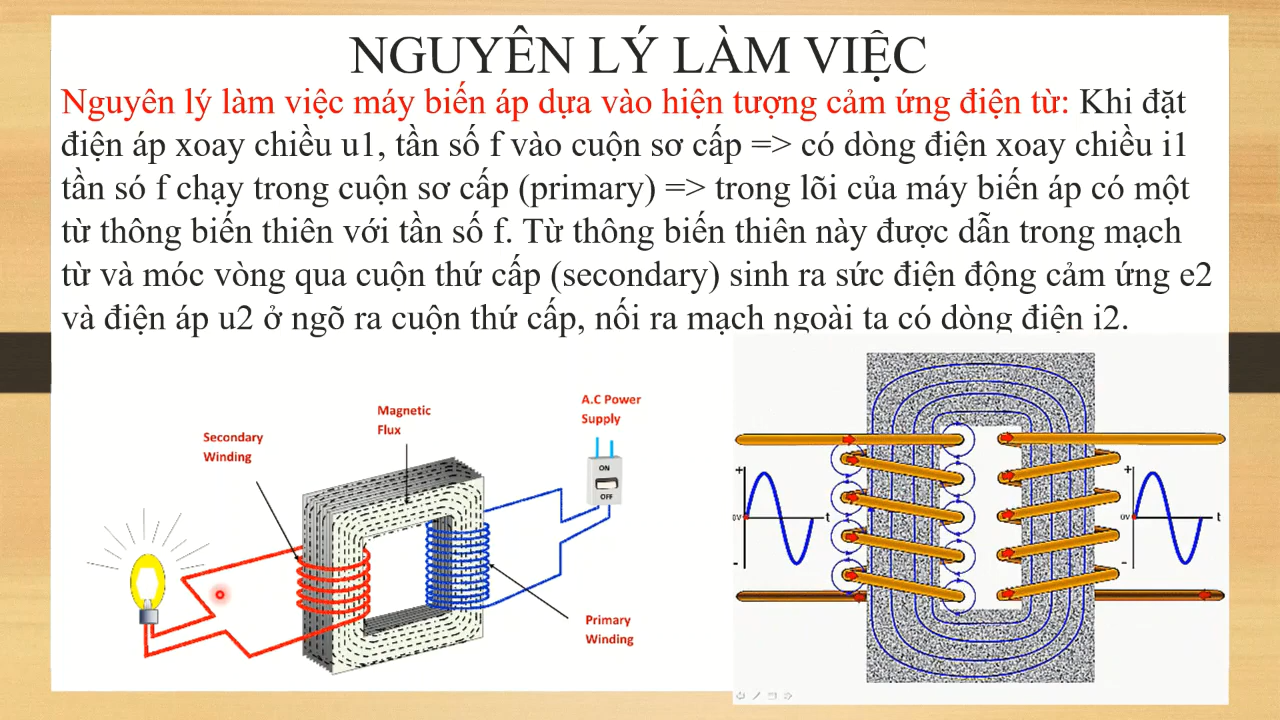 NGUYÊN LÝ LÀM VIỆC
Nguyên lý làm việc máy biến áp dựa vào hiện tượng cảm ứng điện từ: Khi đặt
điện áp xoay chiều u1, tần số f vào cuộn sơ cấp => có dòng điện xoay chiều i1
tần só f chạy trong cuộn sơ cấp (primary) => trong lõi của máy biến áp có một
từ thông biến thiên với tần số f. Từ thông biến thiên này được dẫn trong mạch
từ và móc vòng qua cuộn thứ cấp (secondary) sinh ra sức điện động cảm ứng e2
và điện áp u2 ở ngõ ra cuộn thứ cấp, nối ra mạch ngoài ta có dòng điện i2.
Secondary
Winding
Magnetic
Flux
A.C Power
Supply
ON
OFF
Primary
Winding
+
0V
t
-
+
0V
t
-